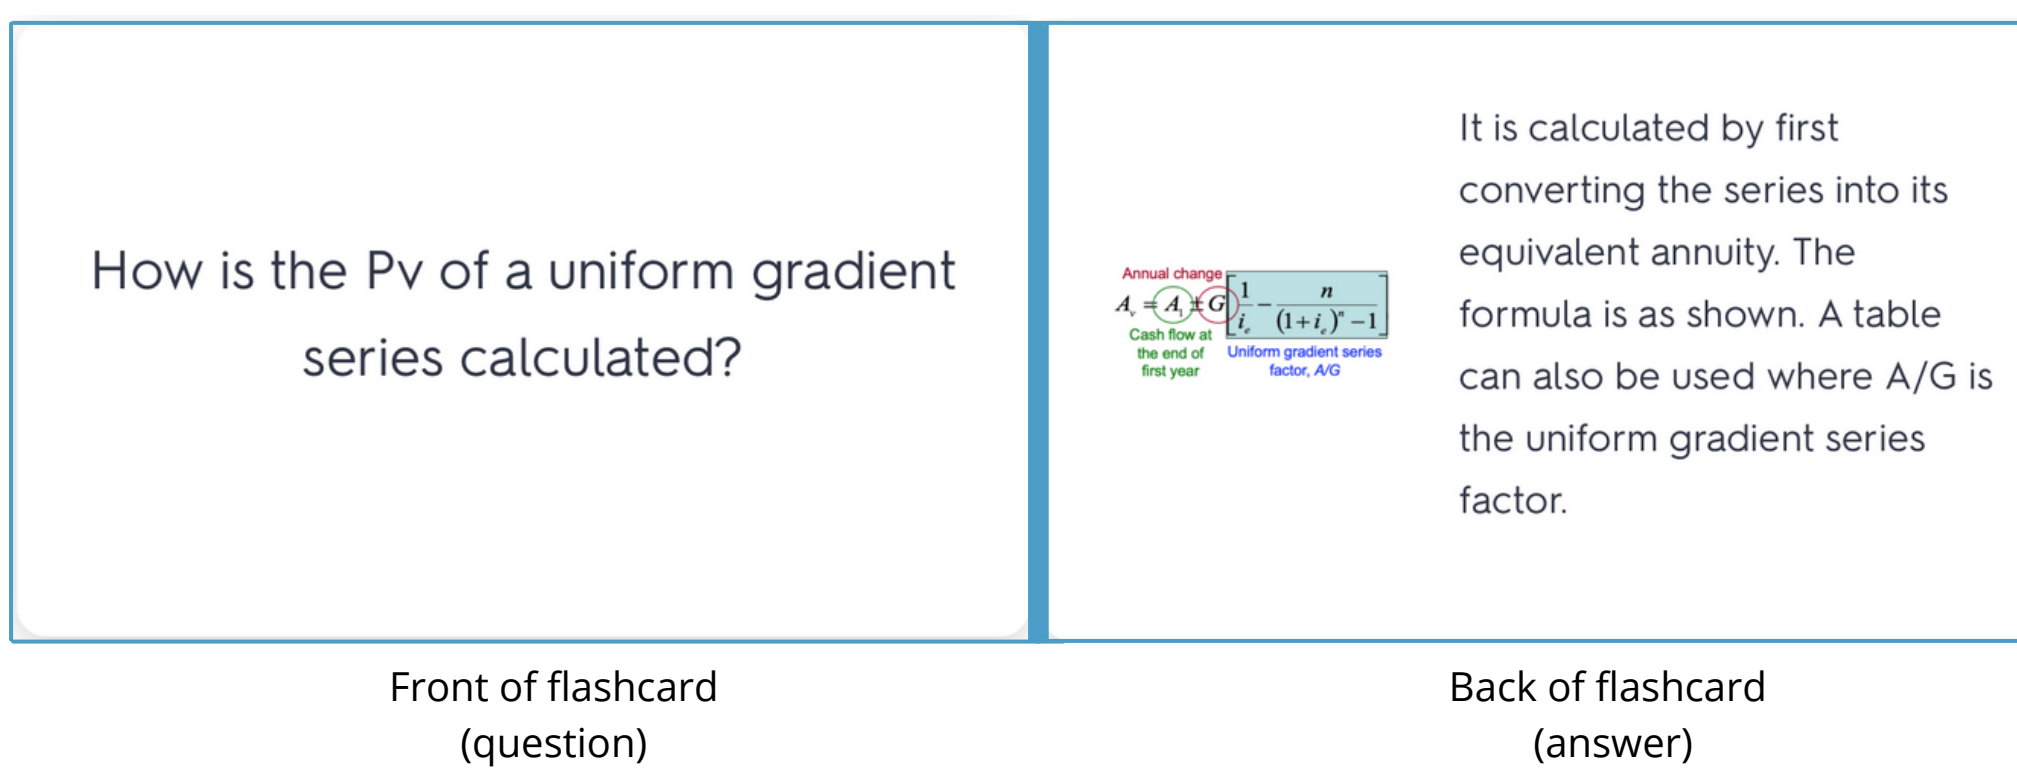 How is the Pv of a uniform gradient
series calculated?
Annual change
A_v = A_1 ± G [ 1/i_e − n/((1+i_e)^n − 1) ]
Cash flow at
the end of
first year
Uniform gradient series
factor, A/G
It is calculated by first
converting the series into its
equivalent annuity. The
formula is as shown. A table
can also be used where A/G is
the uniform gradient series
factor.
Front of flashcard
(question)
Back of flashcard
(answer)